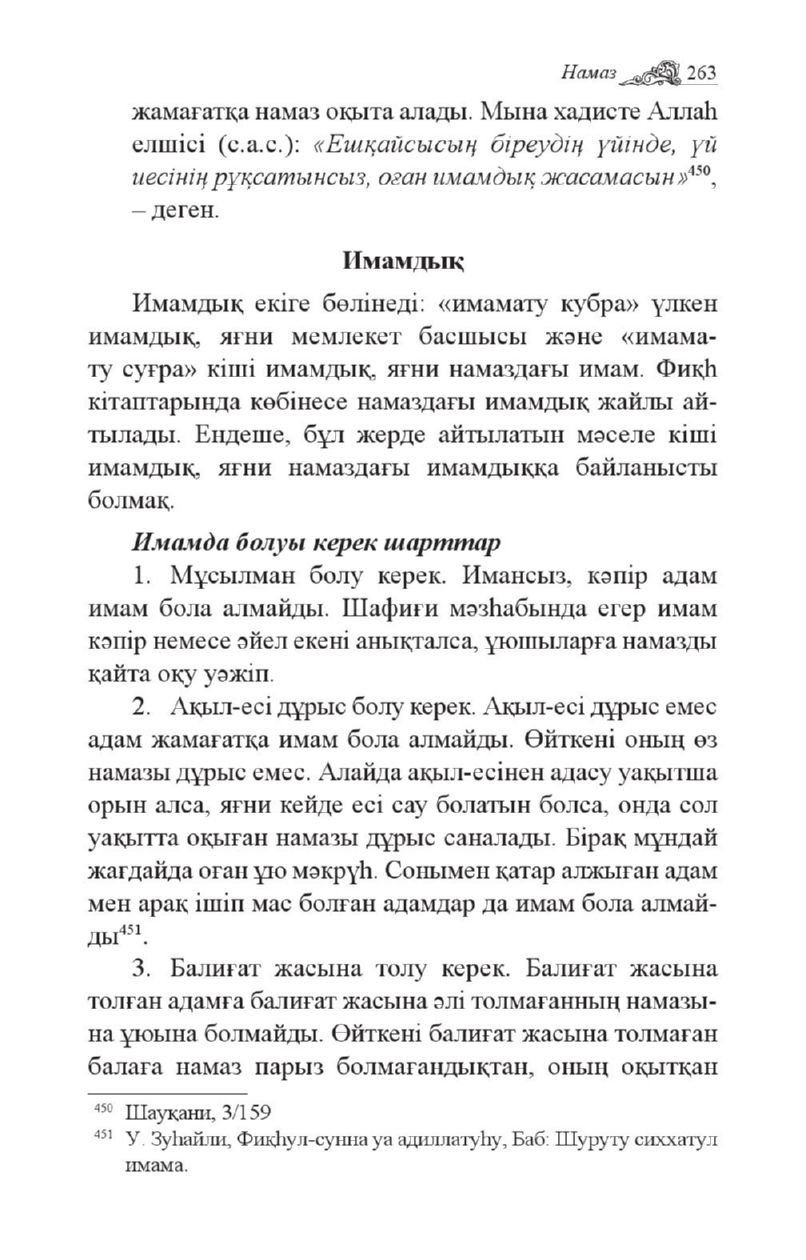 Намаз 263
жамағатқа намаз оқыта алады. Мына хадисте Аллаһ
елшісі (с.а.с.): «Ешқайсысың біреудің үйінде, үй
иесінің рұқсатынсыз, оған имамдық жасамасын»⁴⁵⁰,
– деген.
Имамдық
Имамдық екіге бөлінеді: «имамату кубра» үлкен
имамдық, яғни мемлекет басшысы және «имама-
ту суғра» кіші имамдық, яғни намаздағы имам. Фиқһ
кітаптарында көбінесе намаздағы имамдық жайлы ай-
тылады. Ендеше, бұл жерде айтылатын мәселе кіші
имамдық, яғни намаздағы имамдыққа байланысты
болмақ.
Имамда болуы керек шарттар
1. Мұсылман болу керек. Имансыз, кәпір адам
имам бола алмайды. Шафиғи мәзһабында егер имам
кәпір немесе әйел екені анықталса, ұюшыларға намазды
қайта оқу уәжіп.
2. Ақыл-есі дұрыс болу керек. Ақыл-есі дұрыс емес
адам жамағатқа имам бола алмайды. Өйткені оның өз
намазы дұрыс емес. Алайда ақыл-есінен адасу уақытша
орын алса, яғни кейде есі сау болатын болса, онда сол
уақытта оқыған намазы дұрыс саналады. Бірақ мұндай
жағдайда оған ұю мәкрүһ. Сонымен қатар алжыған адам
мен арақ ішіп мас болған адамдар да имам бола алмай-
ды⁴⁵¹.
3. Балиғат жасына толу керек. Балиғат жасына
толған адамға балиғат жасына әлі толмағанның намазы-
на ұюына болмайды. Өйткені балиғат жасына толмаған
балаға намаз парыз болмағандықтан, оның оқытқан
⁴⁵⁰ Шауқани, 3/159
⁴⁵¹ У. Зуһайли, Фиқһул-сунна уа адиллатуһу, Баб: Шуруту сиххатул
имама.